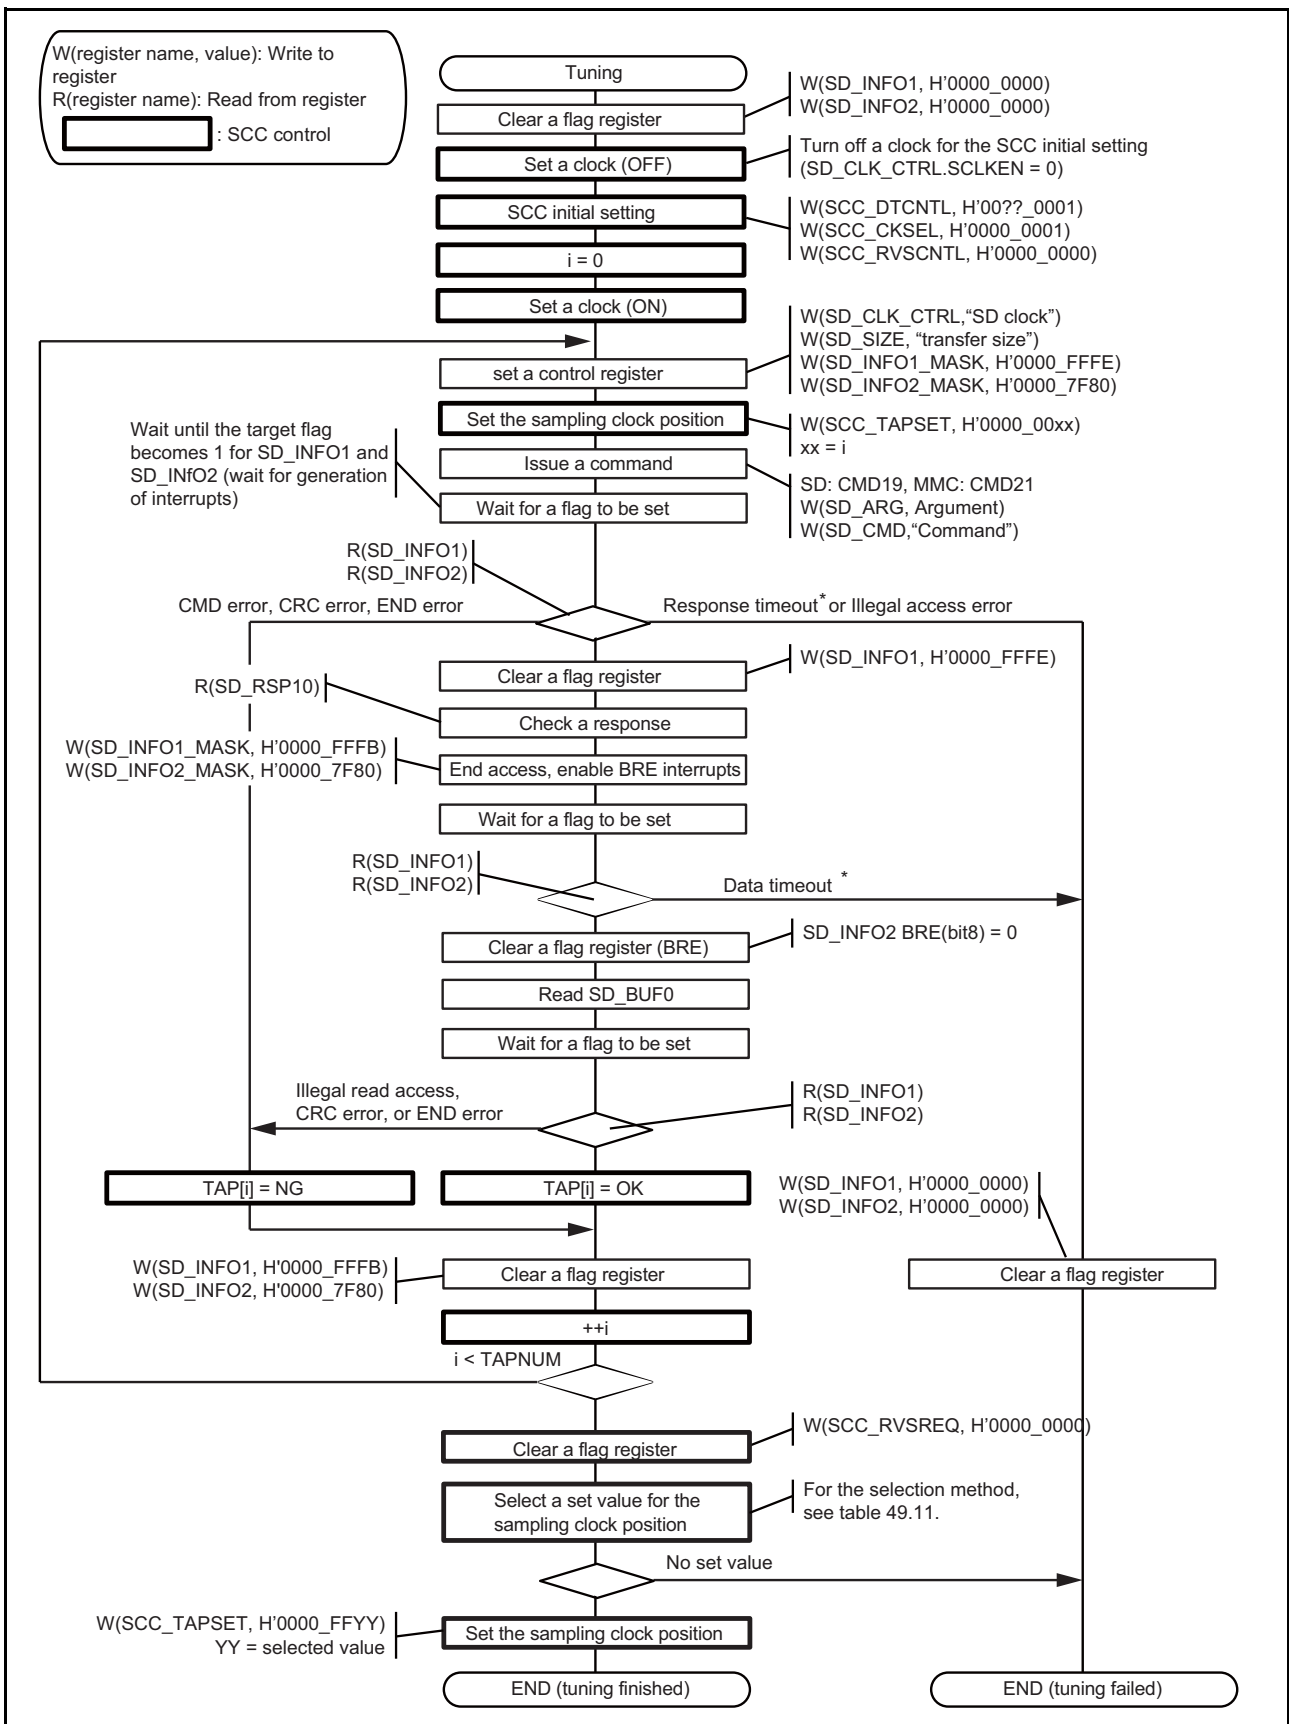 W(register name, value): Write to
register
R(register name): Read from register
: SCC control
Tuning
W(SD_INFO1, H'0000_0000)
W(SD_INFO2, H'0000_0000)
Clear a flag register
Turn off a clock for the SCC initial setting
(SD_CLK_CTRL.SCLKEN = 0)
Set a clock (OFF)
SCC initial setting
W(SCC_DTCNTL, H'00??_0001)
W(SCC_CKSEL, H'0000_0001)
W(SCC_RVSCNTL, H'0000_0000)
i = 0
Set a clock (ON)
W(SD_CLK_CTRL,“SD clock”)
W(SD_SIZE, “transfer size”)
W(SD_INFO1_MASK, H'0000_FFFE)
W(SD_INFO2_MASK, H'0000_7F80)
set a control register
Set the sampling clock position
W(SCC_TAPSET, H'0000_00xx)
xx = i
Wait until the target flag
becomes 1 for SD_INFO1 and
SD_INfO2 (wait for generation
of interrupts)
Issue a command
SD: CMD19, MMC: CMD21
W(SD_ARG, Argument)
W(SD_CMD,“Command”)
Wait for a flag to be set
R(SD_INFO1)
R(SD_INFO2)
CMD error, CRC error, END error
Response timeout* or Illegal access error
W(SD_INFO1, H'0000_FFFE)
Clear a flag register
R(SD_RSP10)
Check a response
W(SD_INFO1_MASK, H'0000_FFFB)
W(SD_INFO2_MASK, H'0000_7F80)
End access, enable BRE interrupts
Wait for a flag to be set
R(SD_INFO1)
R(SD_INFO2)
Data timeout *
Clear a flag register (BRE)
SD_INFO2 BRE(bit8) = 0
Read SD_BUF0
Wait for a flag to be set
Illegal read access,
CRC error, or END error
R(SD_INFO1)
R(SD_INFO2)
TAP[i] = NG
TAP[i] = OK
W(SD_INFO1, H'0000_0000)
W(SD_INFO2, H'0000_0000)
W(SD_INFO1, H'0000_FFFB)
W(SD_INFO2, H'0000_7F80)
Clear a flag register
Clear a flag register
++i
i < TAPNUM
W(SCC_RVSREQ, H'0000_0000)
Clear a flag register
Select a set value for the
sampling clock position
For the selection method,
see table 49.11.
No set value
W(SCC_TAPSET, H'0000_FFYY)
YY = selected value
Set the sampling clock position
END (tuning finished)
END (tuning failed)